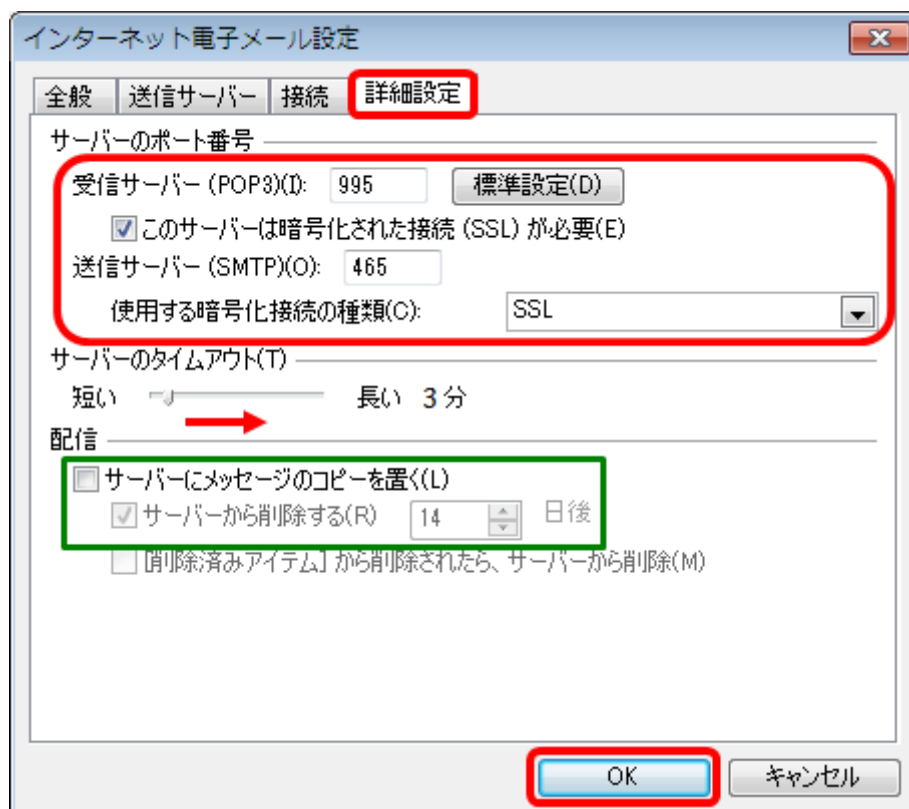 インターネット電子メール設定
全般 送信サーバー 接続 詳細設定
サーバーのポート番号
受信サーバー (POP3)(I): 995 標準設定(D)
このサーバーは暗号化された接続 (SSL) が必要(E)
送信サーバー (SMTP)(O): 465
使用する暗号化接続の種類(C): SSL
サーバーのタイムアウト(T)
短い 長い 3分
配信
サーバーにメッセージのコピーを置く(L)
サーバーから削除する(R) 14 日後
[削除済みアイテム] から削除されたら、サーバーから削除(M)
OK キャンセル